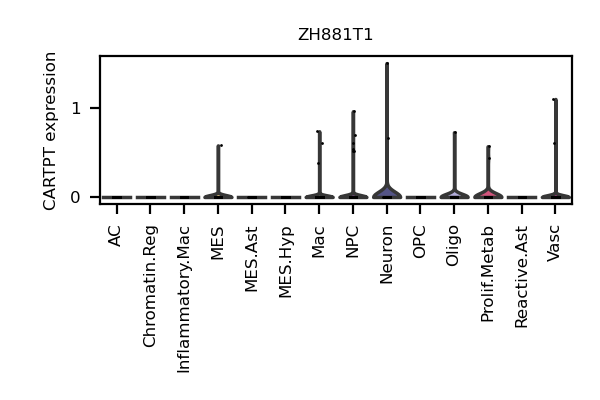 ZH881T1
CARTPT expression
1
0
AC
Chromatin.Reg
Inflammatory.Mac
MES
MES.Ast
MES.Hyp
Mac
NPC
Neuron
OPC
Oligo
Prolif.Metab
Reactive.Ast
Vasc